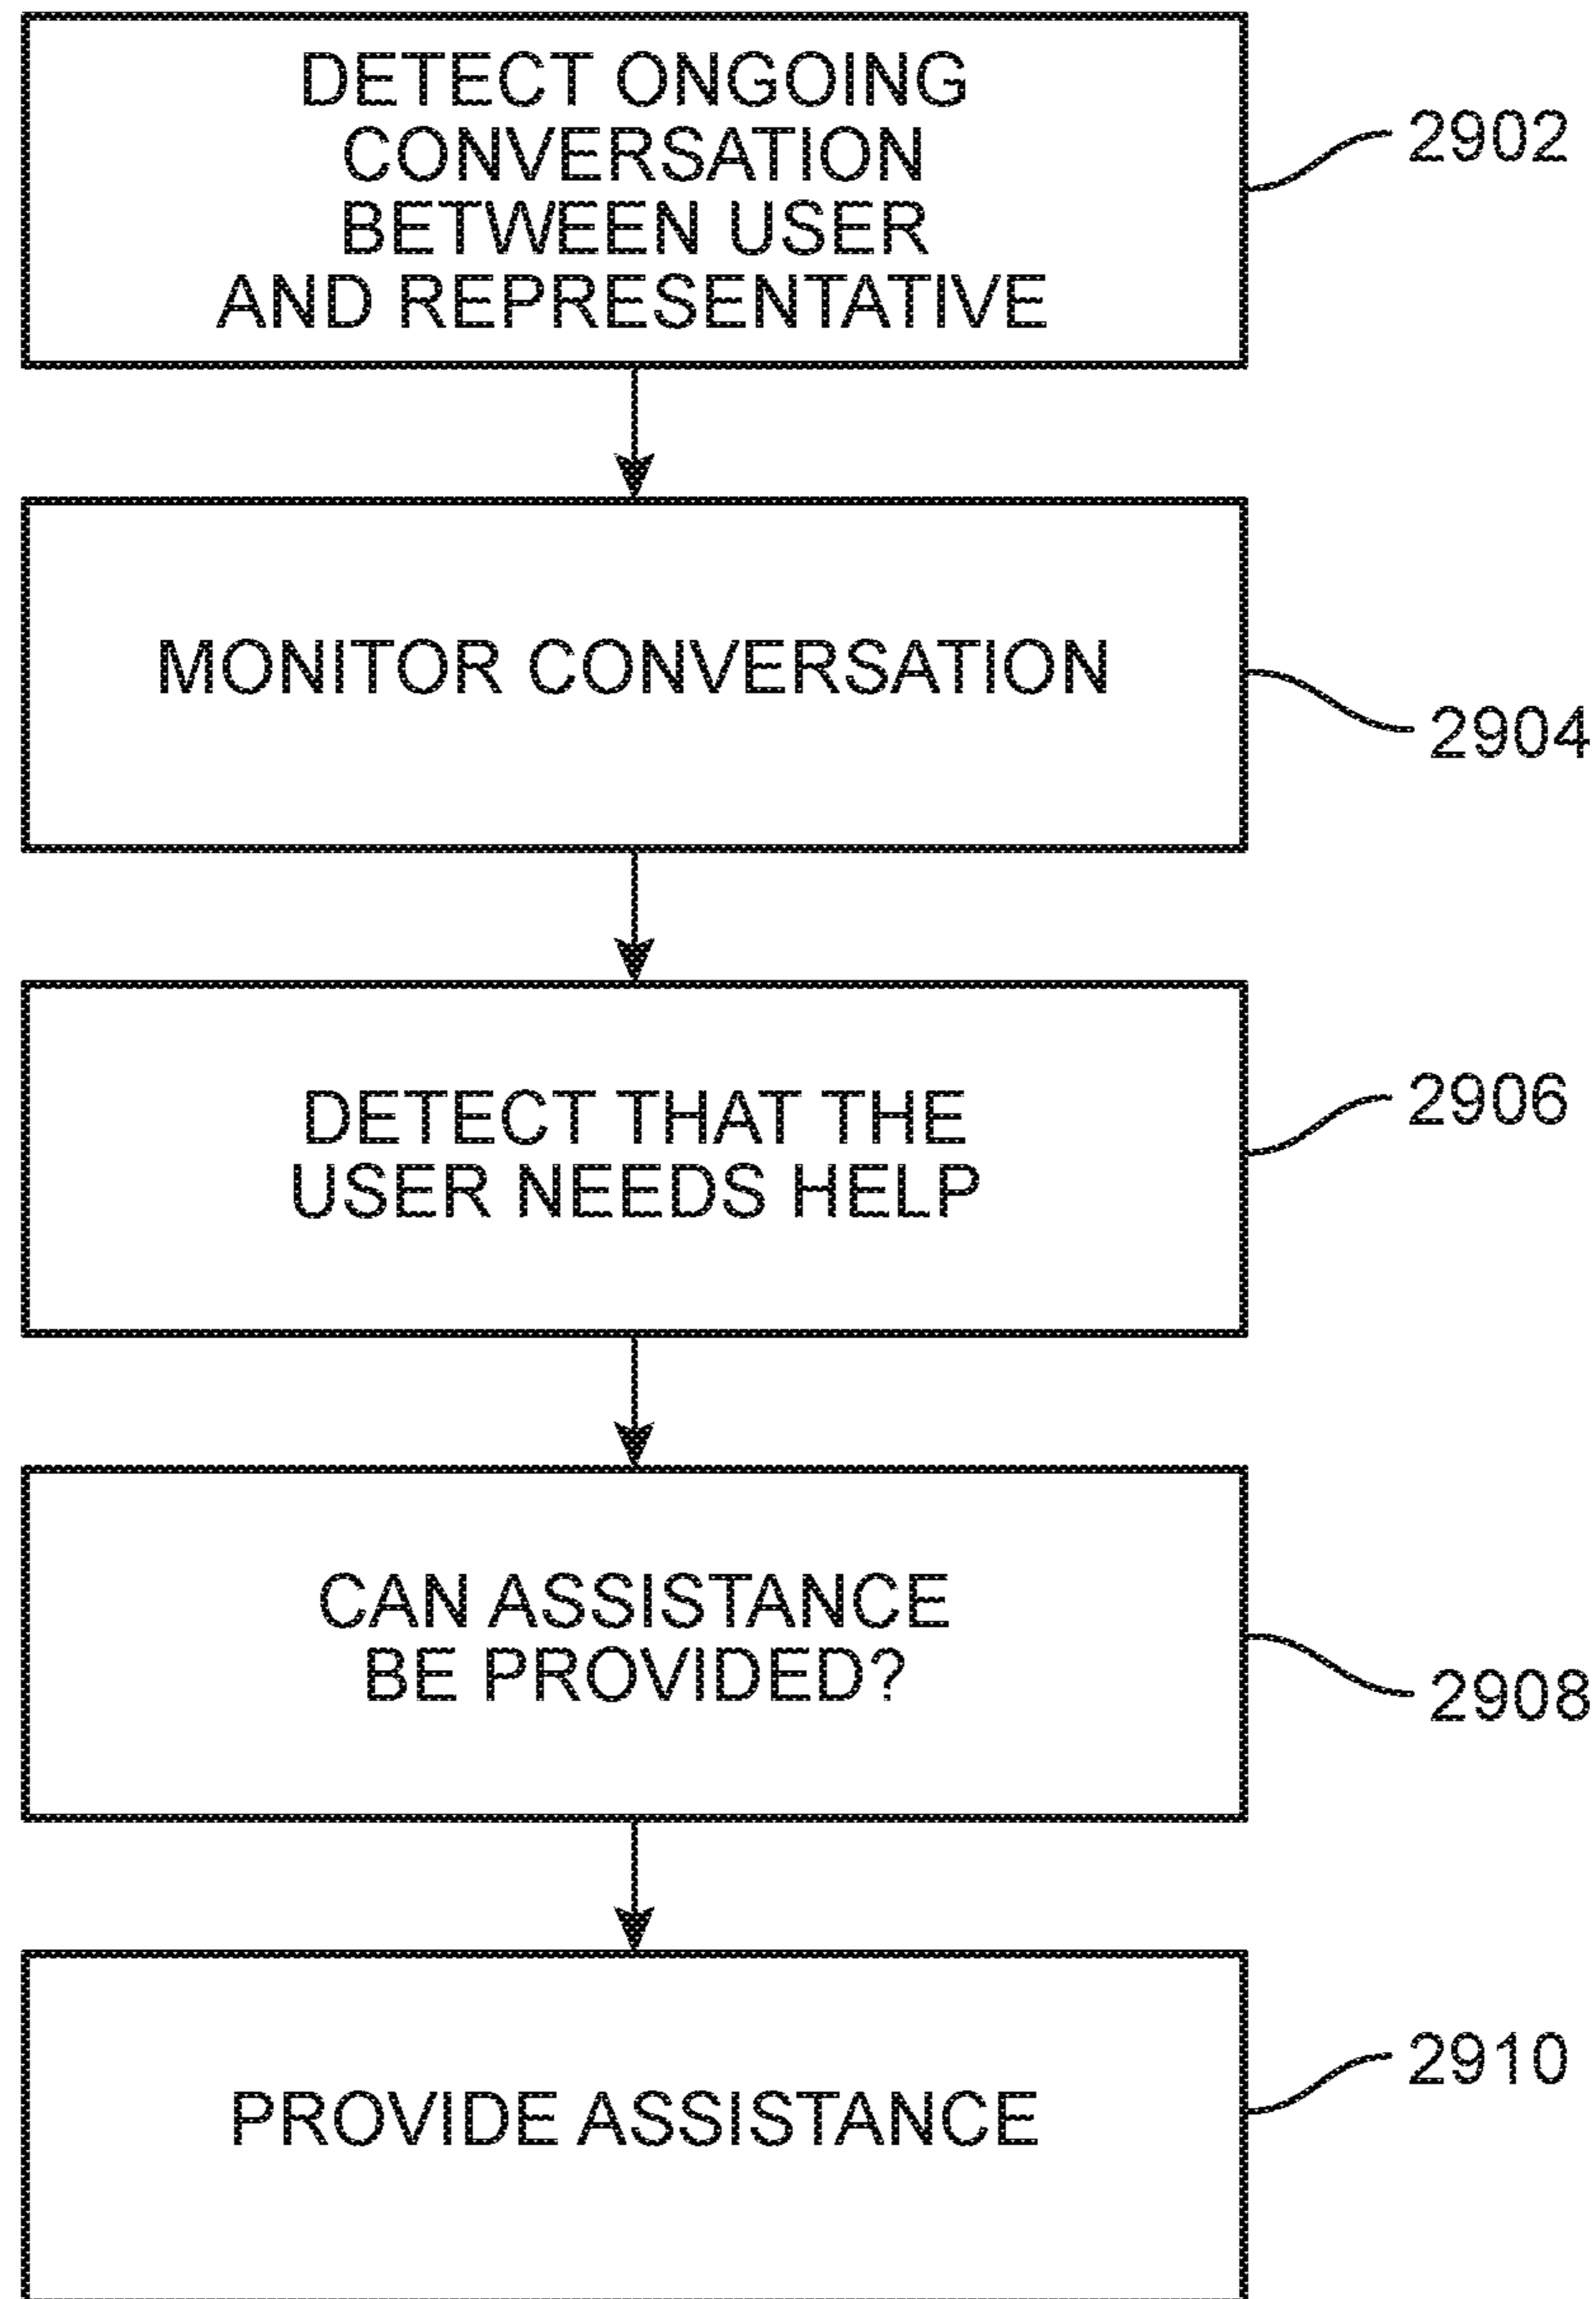 DETECT ONGOING
CONVERSATION
BETWEEN USER
AND REPRESENTATIVE
2902
MONITOR CONVERSATION
2904
DETECT THAT THE
USER NEEDS HELP
2906
CAN ASSISTANCE
BE PROVIDED?
2908
PROVIDE ASSISTANCE
2910